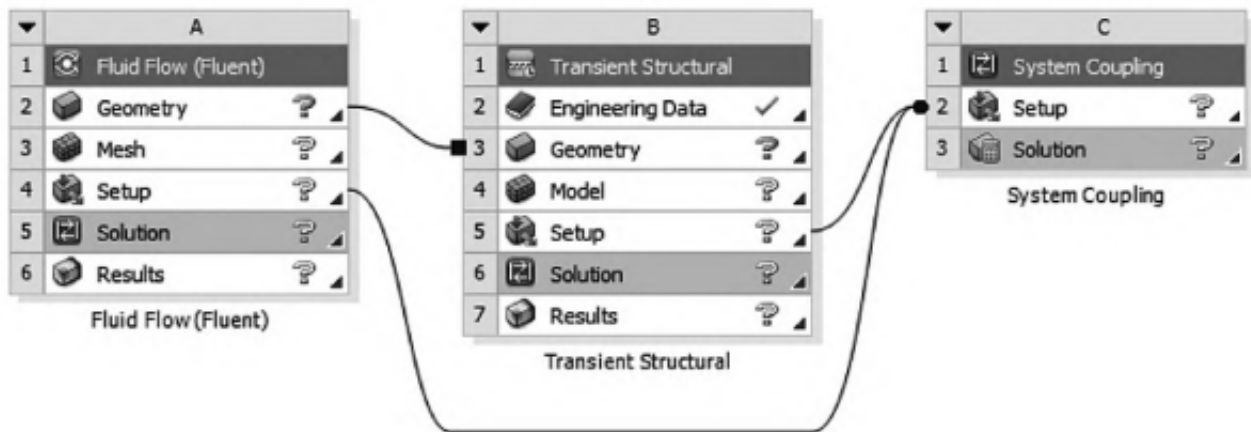 A
1 Fluid Flow (Fluent)
2 Geometry ?
3 Mesh ?
4 Setup ?
5 Solution ?
6 Results ?
Fluid Flow (Fluent)
B
1 Transient Structural
2 Engineering Data ✓
3 Geometry ?
4 Model ?
5 Setup ?
6 Solution ?
7 Results ?
Transient Structural
C
1 System Coupling
2 Setup ?
3 Solution ?
System Coupling